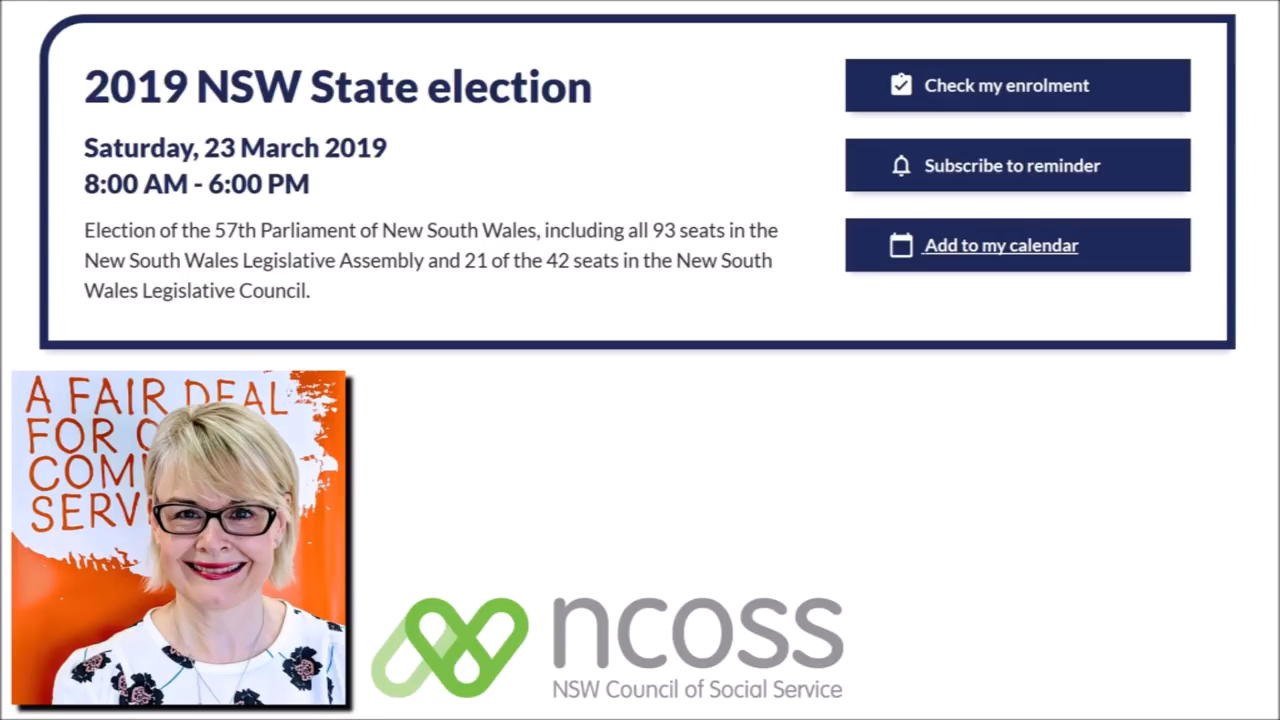 2019 NSW State election
Saturday, 23 March 2019
8:00 AM - 6:00 PM
Election of the 57th Parliament of New South Wales, including all 93 seats in the
New South Wales Legislative Assembly and 21 of the 42 seats in the New South
Wales Legislative Council.
Check my enrolment
Subscribe to reminder
Add to my calendar
A FAIR DEAL
FOR
COM
SERV
ncoss
NSW Council of Social Service